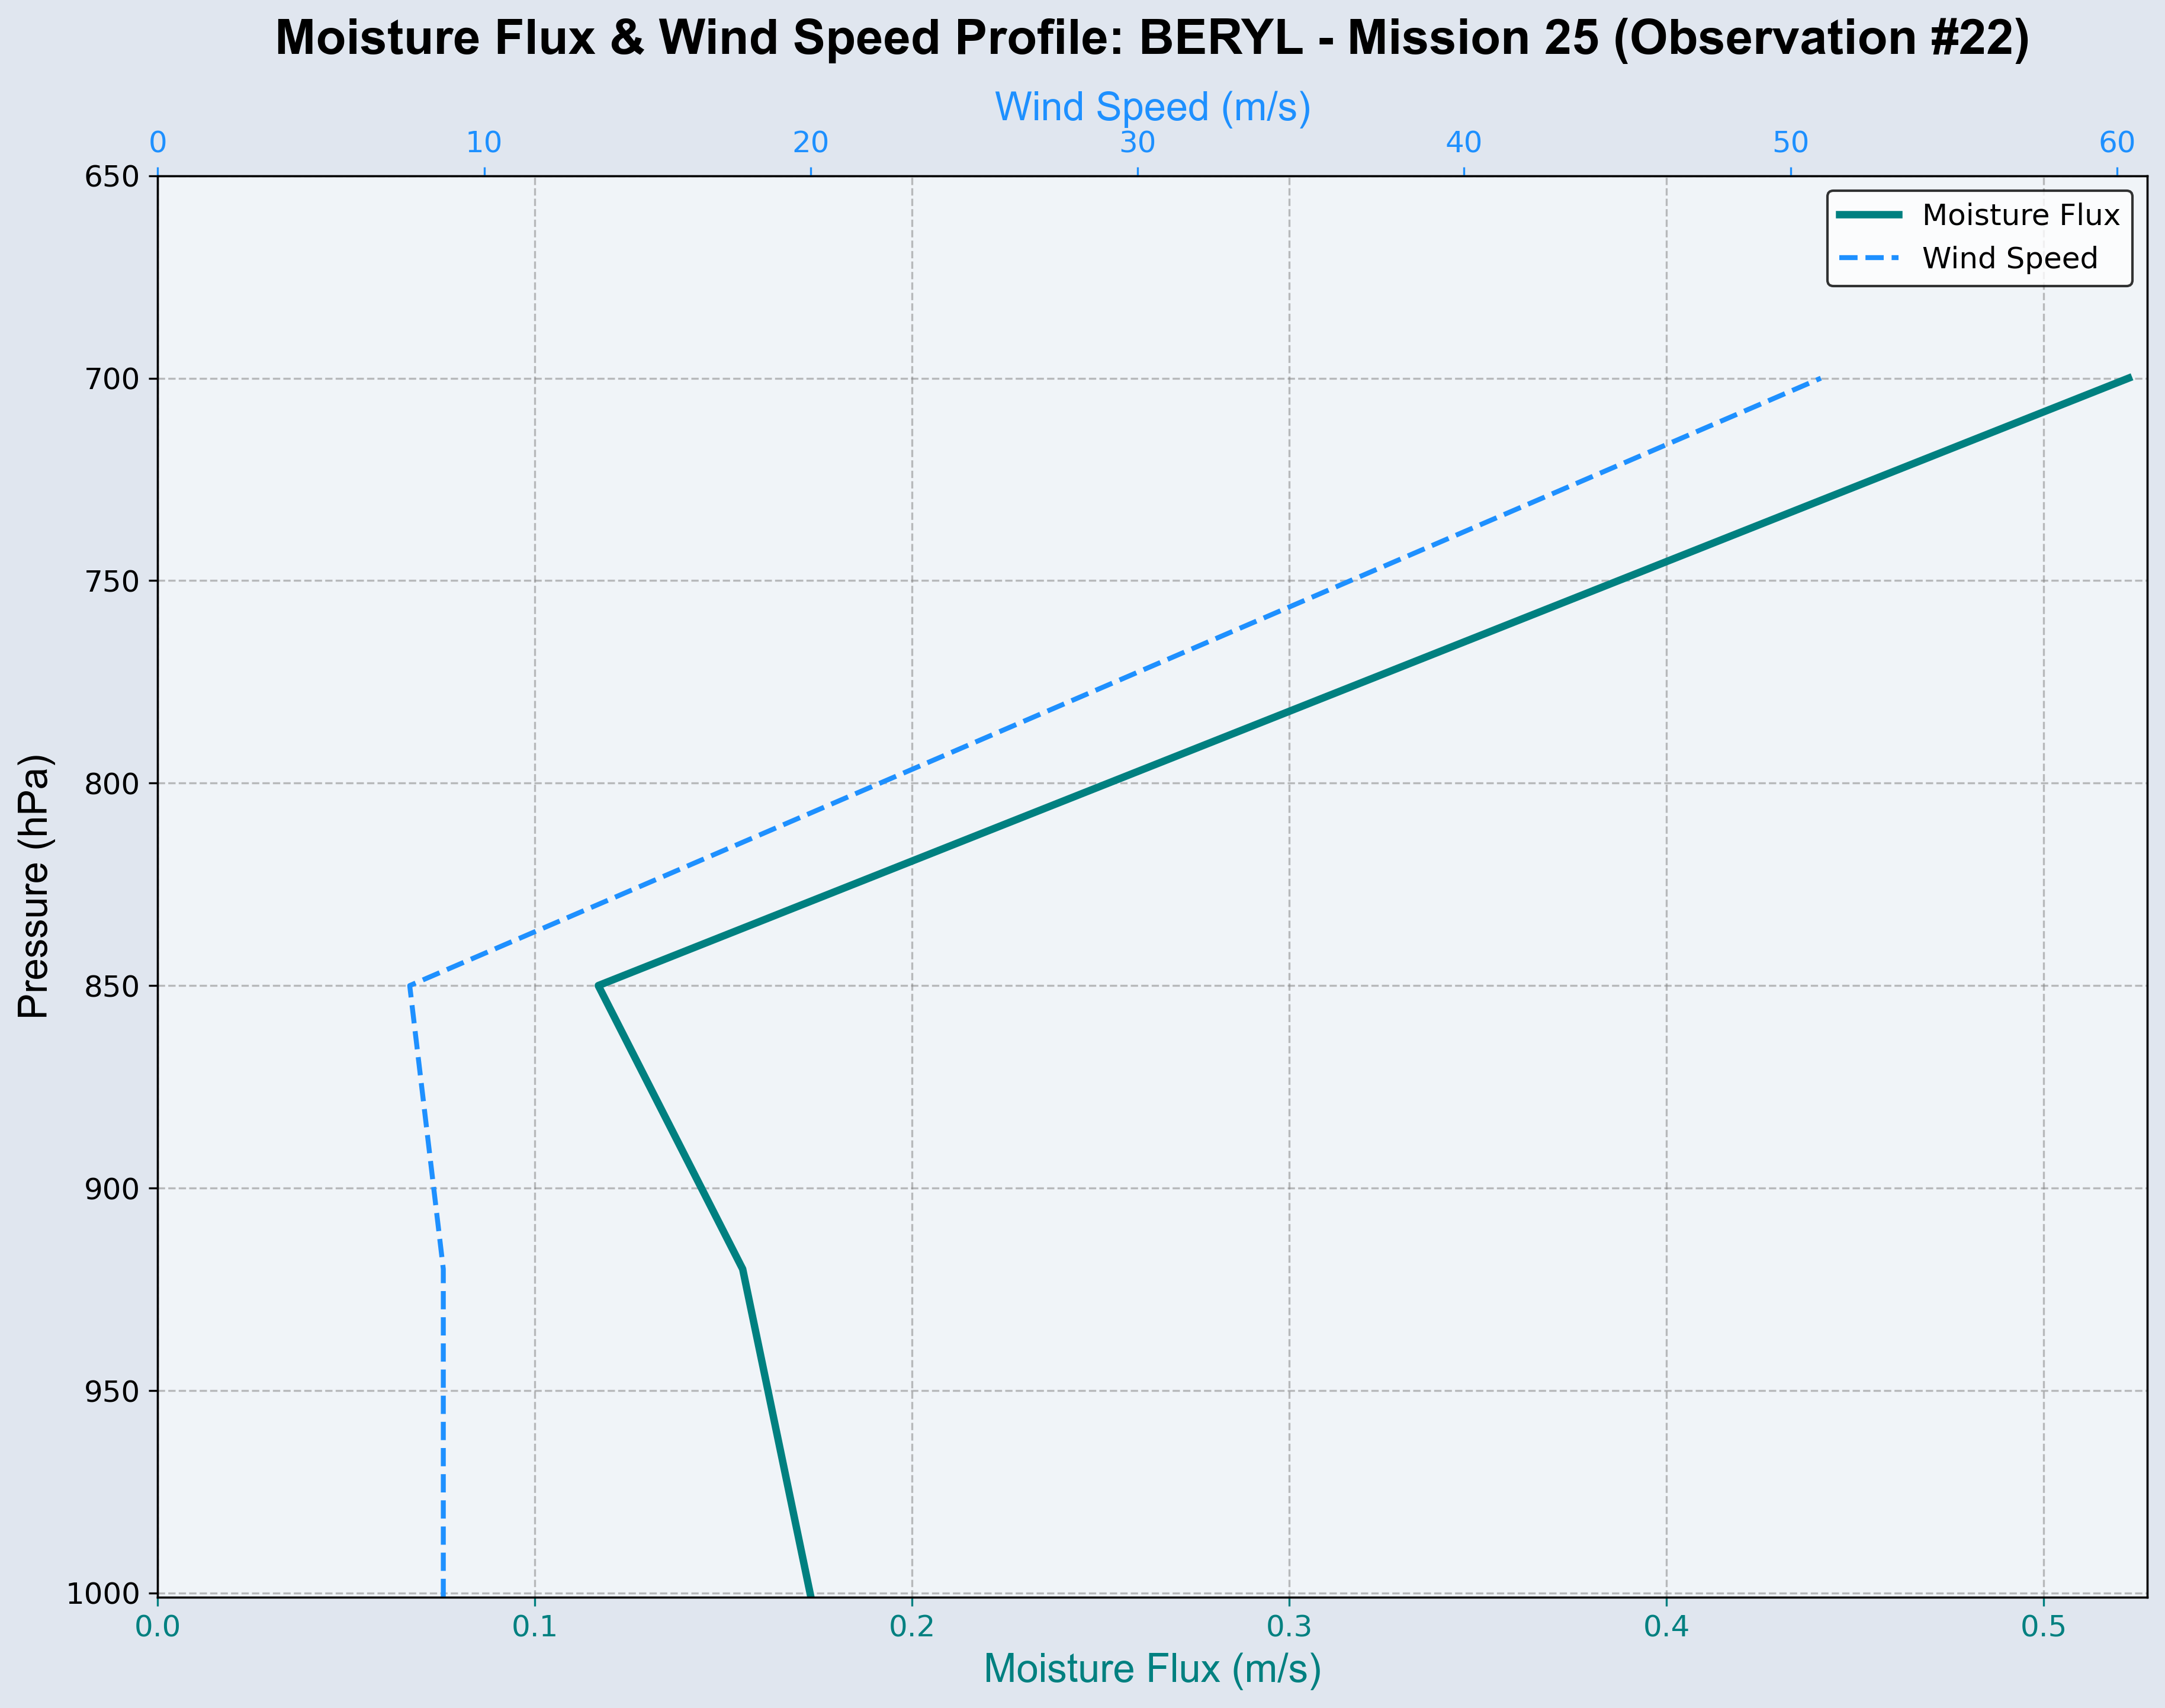 Moisture Flux & Wind Speed Profile: BERYL - Mission 25 (Observation #22)
Wind Speed (m/s)
0 10 20 30 40 50 60
Moisture Flux
Wind Speed
650
700
750
800
850
900
950
1000
Pressure (hPa)
0.0 0.1 0.2 0.3 0.4 0.5
Moisture Flux (m/s)